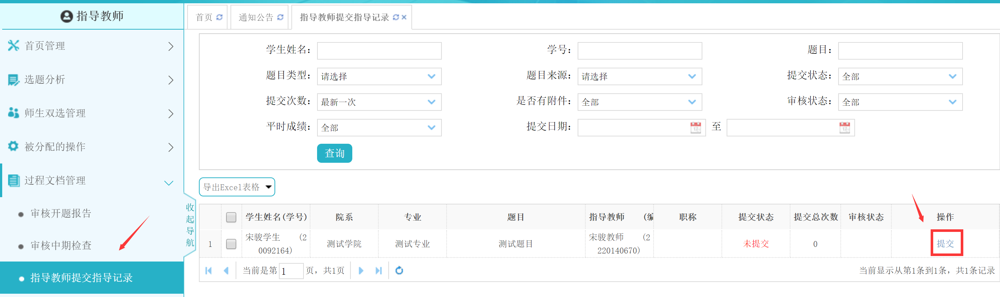 指导教师
首页
通知公告
指导教师提交指导记录
首页管理
选题分析
师生双选管理
被分配的操作
过程文档管理
审核开题报告
审核中期检查
指导教师提交指导记录
收起导航
学生姓名：
学号：
题目：
题目类型： 请选择
题目来源： 请选择
提交状态： 全部
提交次数： 最新一次
是否有附件： 全部
审核状态： 全部
平时成绩： 全部
提交日期： 至
查询
导出Excel表格
学生姓名(学号) 院系 专业 题目 指导教师 (编 职称 提交状态 提交总次数 审核状态 操作
1 宋骏学生 (20092164) 测试学院 测试专业 测试题目 宋骏教师 (2220140670) 未提交 0 提交
当前是第 1 页，共1页
当前显示从第1条到1条，共1条记录